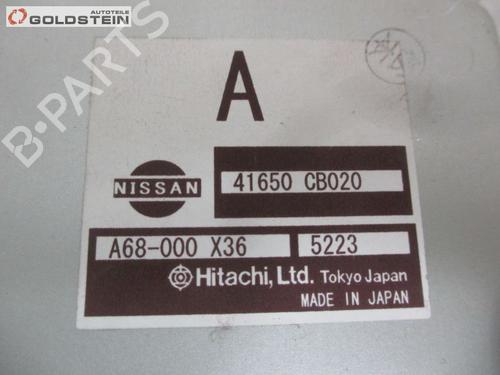 AUTOTEILE
GOLDSTEIN
B-PARTS
A
NISSAN
41650 CB020
A68-000 X36 5223
Hitachi, Ltd. Tokyo Japan
MADE IN JAPAN